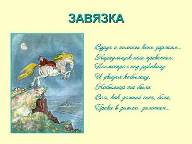 ЗАВЯЗКА
Вдруг о полночь конь заржал...
Караульщик наш привстал,
Посмотрел под рукавицу
И увидел кобылицу.
Кобылица та была
Вся, как зимний снег, бела,
Грива в землю, золотая...